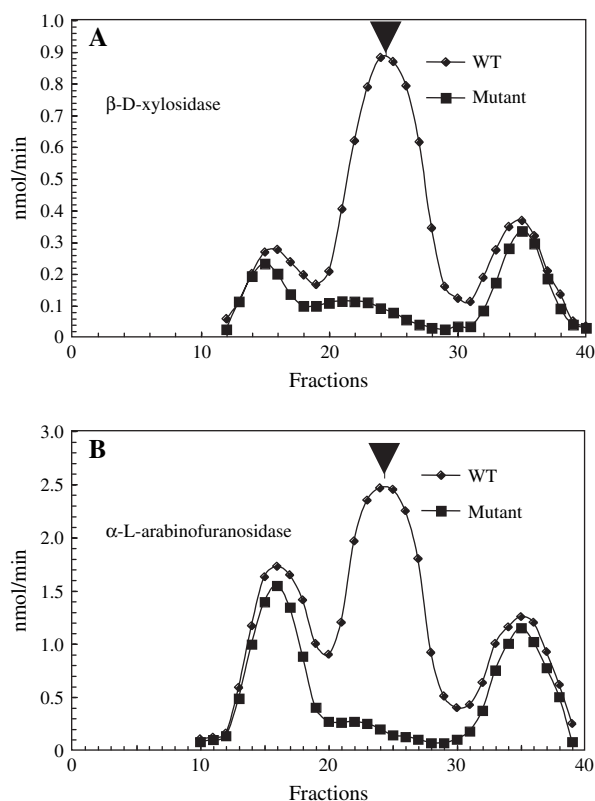 A
β-D-xylosidase
WT
Mutant
nmol/min
1.0
0.9
0.8
0.7
0.6
0.5
0.4
0.3
0.2
0.1
0
0 10 20 30 40
Fractions
B
α-L-arabinofuranosidase
WT
Mutant
nmol/min
3.0
2.5
2.0
1.5
1.0
0.5
0
0 10 20 30 40
Fractions